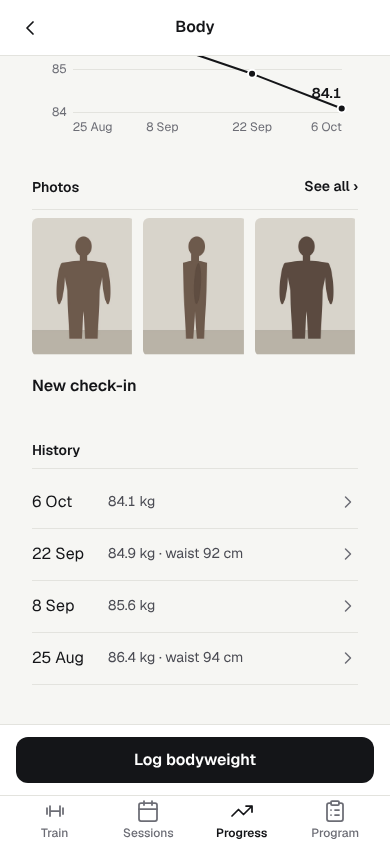 Body
85
84.1
84
25 Aug 8 Sep 22 Sep 6 Oct
Photos See all ›
New check-in
History
6 Oct 84.1 kg
22 Sep 84.9 kg · waist 92 cm
8 Sep 85.6 kg
25 Aug 86.4 kg · waist 94 cm
Log bodyweight
Train Sessions Progress Program